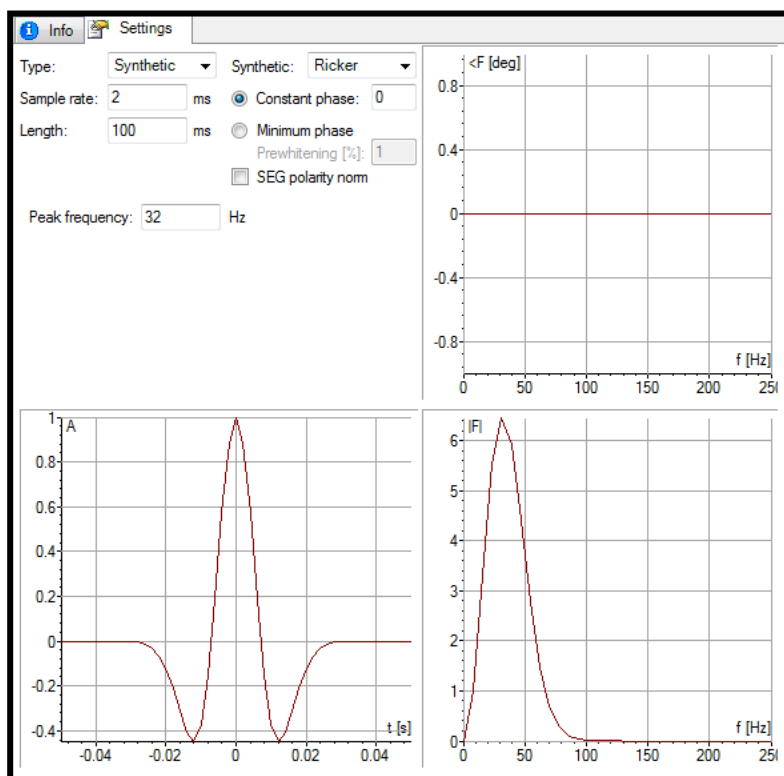 Info Settings
Type: Synthetic Synthetic: Ricker
Sample rate: 2 ms Constant phase: 0
Length: 100 ms Minimum phase
Prewhitening [%]: 1
SEG polarity norm
Peak frequency: 32 Hz
<F [deg]
0.8
0.4
0
-0.4
-0.8
f [Hz]
0 50 100 150 200 250
A
1
0.8
0.6
0.4
0.2
0
-0.2
-0.4
t [s]
-0.04 -0.02 0 0.02 0.04
|F|
6
5
4
3
2
1
0
f [Hz]
0 50 100 150 200 250